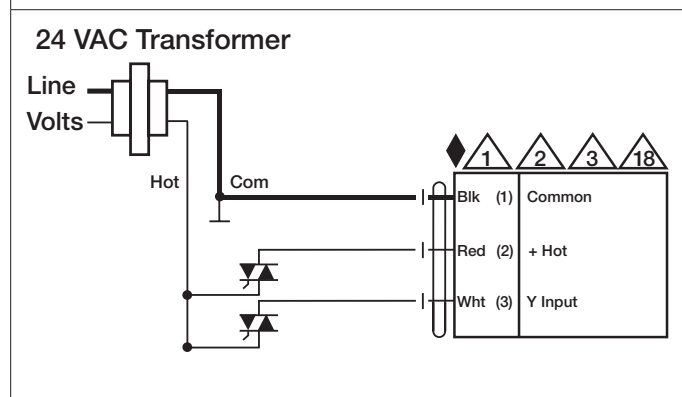 24 VAC Transformer
Line
Volts
Hot
Com
1 2 3 18
Blk (1) Common
Red (2) + Hot
Wht (3) Y Input